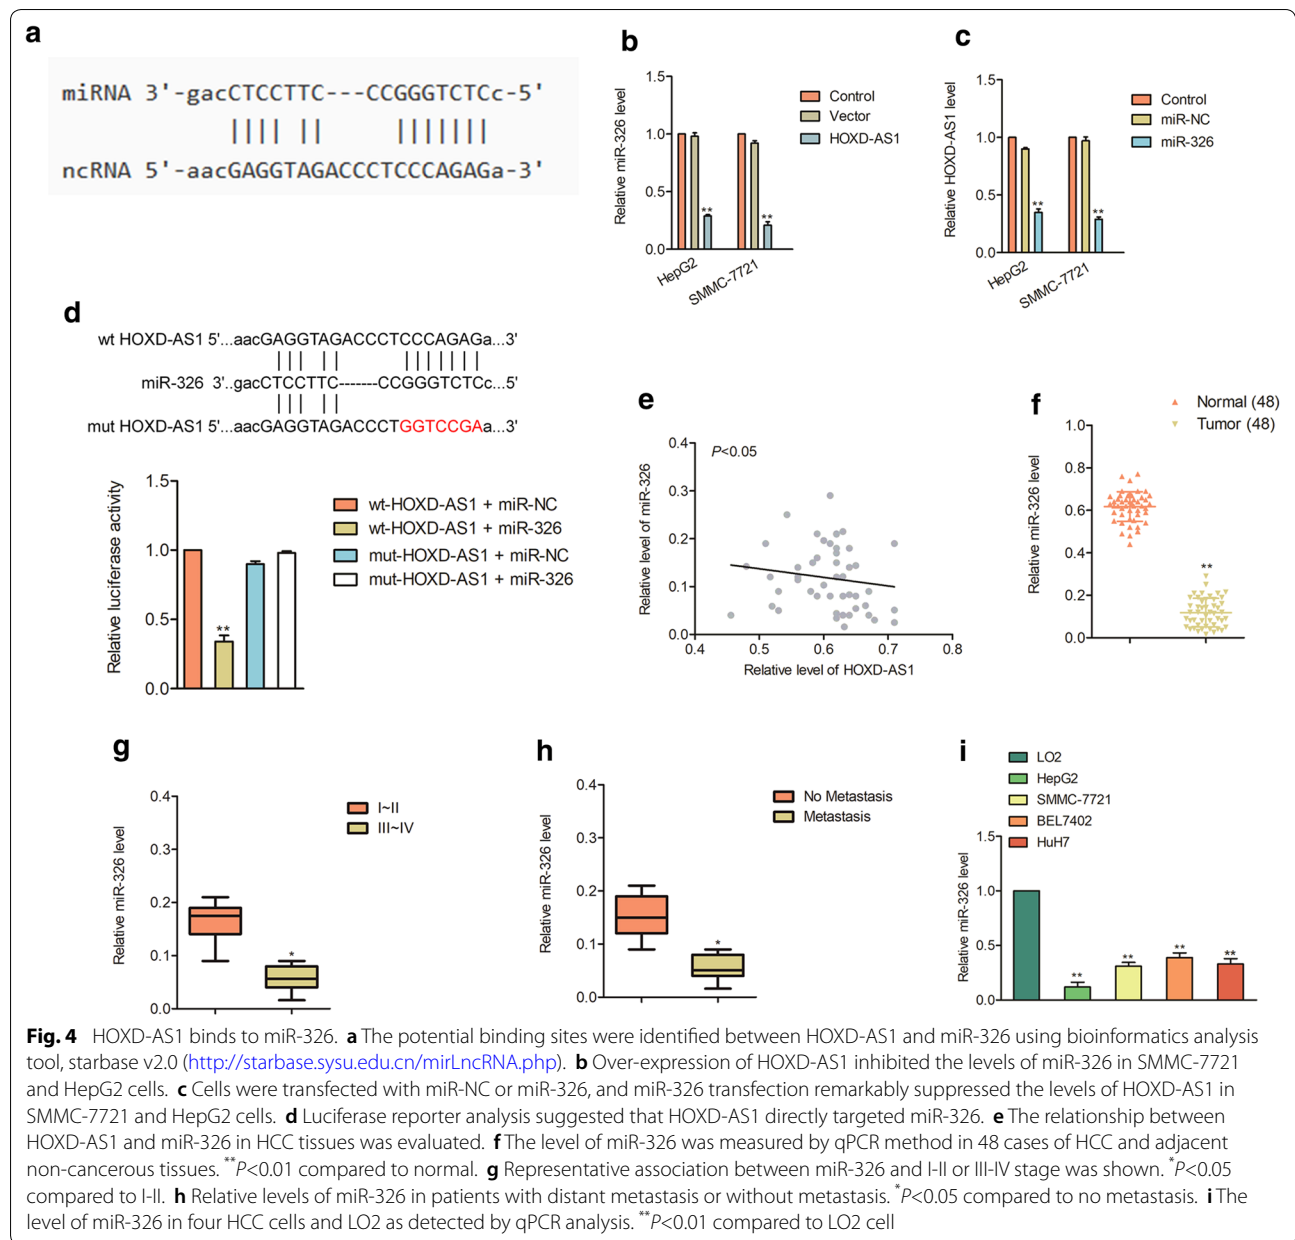 a
miRNA 3'-gacCTCCTTC---CCGGGTCTCc-5'
|||| || |||||||
ncRNA 5'-aacGAGGTAGACCCTCCCAGAGa-3'
b
Relative miR-326 level
1.5
1.0
0.5
0.0
** **
HepG2
SMMC-7721
Control
Vector
HOXD-AS1
c
Relative HOXD-AS1 level
1.5
1.0
0.5
0.0
** **
HepG2
SMMC-7721
Control
miR-NC
miR-326
d
wt HOXD-AS1 5'...aacGAGGTAGACCCTCCCAGAGa...3'
||| || |||||||
miR-326 3'..gacCTCCTTC-------CCGGGTCTCc...5'
||| ||
mut HOXD-AS1 5'...aacGAGGTAGACCCTGGTCCGAa...3'
Relative luciferase activity
1.5
1.0
0.5
0.0
**
wt-HOXD-AS1 + miR-NC
wt-HOXD-AS1 + miR-326
mut-HOXD-AS1 + miR-NC
mut-HOXD-AS1 + miR-326
e
Relative level of miR-326
0.4
0.3
0.2
0.1
0.0
P<0.05
0.4 0.5 0.6 0.7 0.8
Relative level of HOXD-AS1
f
Normal (48)
Tumor (48)
Relative miR-326 level
1.0
0.8
0.6
0.4
0.2
0.0
**
g
Relative miR-326 level
0.4
0.3
0.2
0.1
0.0
*
I~II
III~IV
h
Relative miR-326 level
0.4
0.3
0.2
0.1
0.0
*
No Metastasis
Metastasis
i
LO2
HepG2
SMMC-7721
BEL7402
HuH7
Relative miR-326 level
1.5
1.0
0.5
0.0
** ** ** **
Fig. 4 HOXD-AS1 binds to miR-326. a The potential binding sites were identified between HOXD-AS1 and miR-326 using bioinformatics analysis
tool, starbase v2.0 (http://starbase.sysu.edu.cn/mirLncRNA.php). b Over-expression of HOXD-AS1 inhibited the levels of miR-326 in SMMC-7721
and HepG2 cells. c Cells were transfected with miR-NC or miR-326, and miR-326 transfection remarkably suppressed the levels of HOXD-AS1 in
SMMC-7721 and HepG2 cells. d Luciferase reporter analysis suggested that HOXD-AS1 directly targeted miR-326. e The relationship between
HOXD-AS1 and miR-326 in HCC tissues was evaluated. f The level of miR-326 was measured by qPCR method in 48 cases of HCC and adjacent
non-cancerous tissues. **P<0.01 compared to normal. g Representative association between miR-326 and I-II or III-IV stage was shown. *P<0.05
compared to I-II. h Relative levels of miR-326 in patients with distant metastasis or without metastasis. *P<0.05 compared to no metastasis. i The
level of miR-326 in four HCC cells and LO2 as detected by qPCR analysis. **P<0.01 compared to LO2 cell